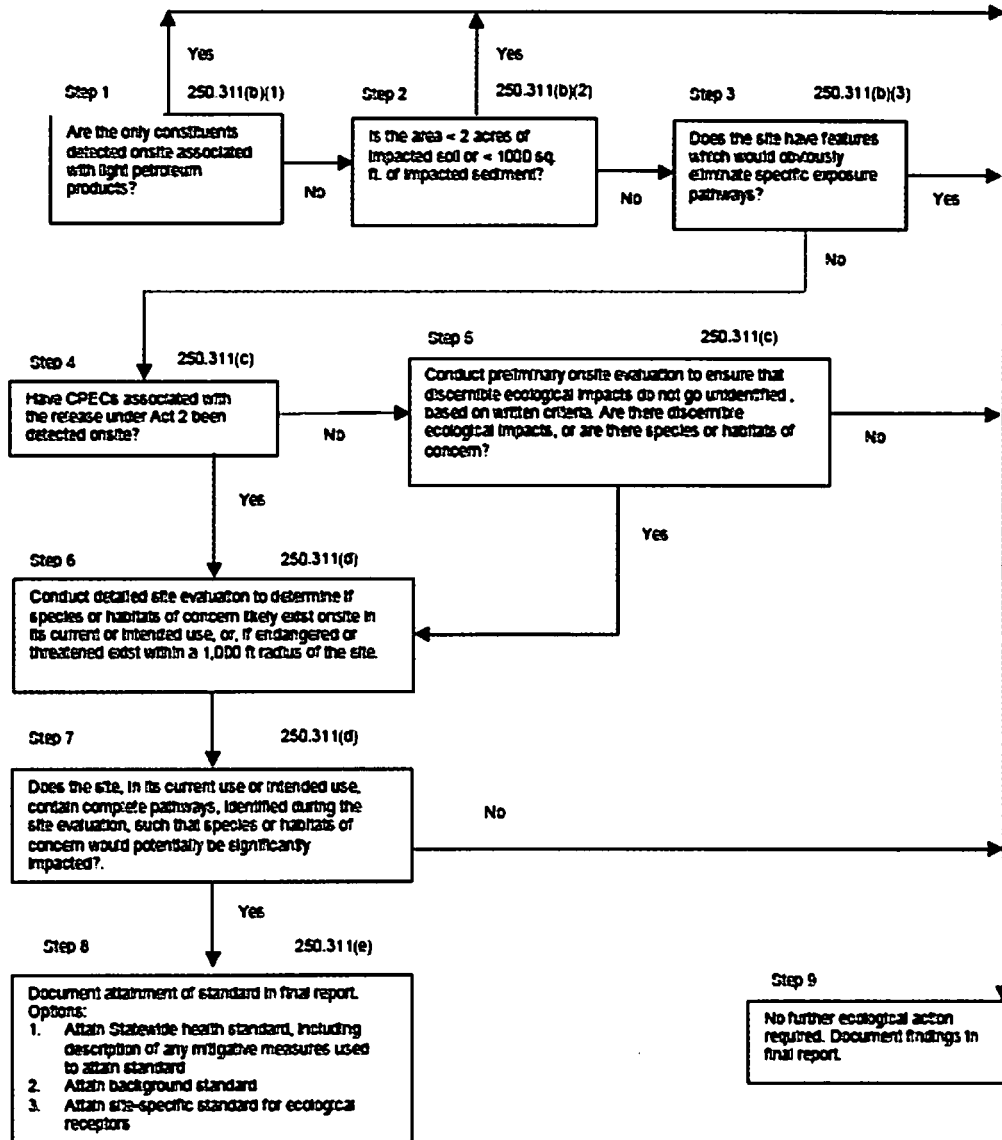 Yes
Yes
Step 1
250.311(b)(1)
Step 2
250.311(b)(2)
Step 3
250.311(b)(3)
Are the only constituents
detected onsite associated
with light petroleum
products?
No
Is the area < 2 acres of
impacted soil or < 1000 sq.
ft. of impacted sediment?
No
Does the site have features
which would obviously
eliminate specific exposure
pathways?
Yes
No
Step 4
250.311(c)
Have CPECs associated with
the release under Act 2 been
detected onsite?
No
Yes
Step 5
250.311(c)
Conduct preliminary onsite evaluation to ensure that
discernible ecological impacts do not go unidentified,
based on written criteria. Are there discernible
ecological impacts, or are there species or habitats of
concern?
No
Yes
Step 6
250.311(d)
Conduct detailed site evaluation to determine if
species or habitats of concern likely exist onsite in
its current or intended use, or, if endangered or
threatened exist within a 1,000 ft radius of the site.
Step 7
250.311(d)
Does the site, in its current use or intended use,
contain complete pathways, identified during the
site evaluation, such that species or habitats of
concern would potentially be significantly
impacted?.
No
Yes
Step 8
250.311(e)
Document attainment of standard in final report.
Options:
1. Attain Statewide health standard, including
description of any mitigative measures used
to attain standard
2. Attain background standard
3. Attain site-specific standard for ecological
receptors
Step 9
No further ecological action
required. Document findings in
final report.